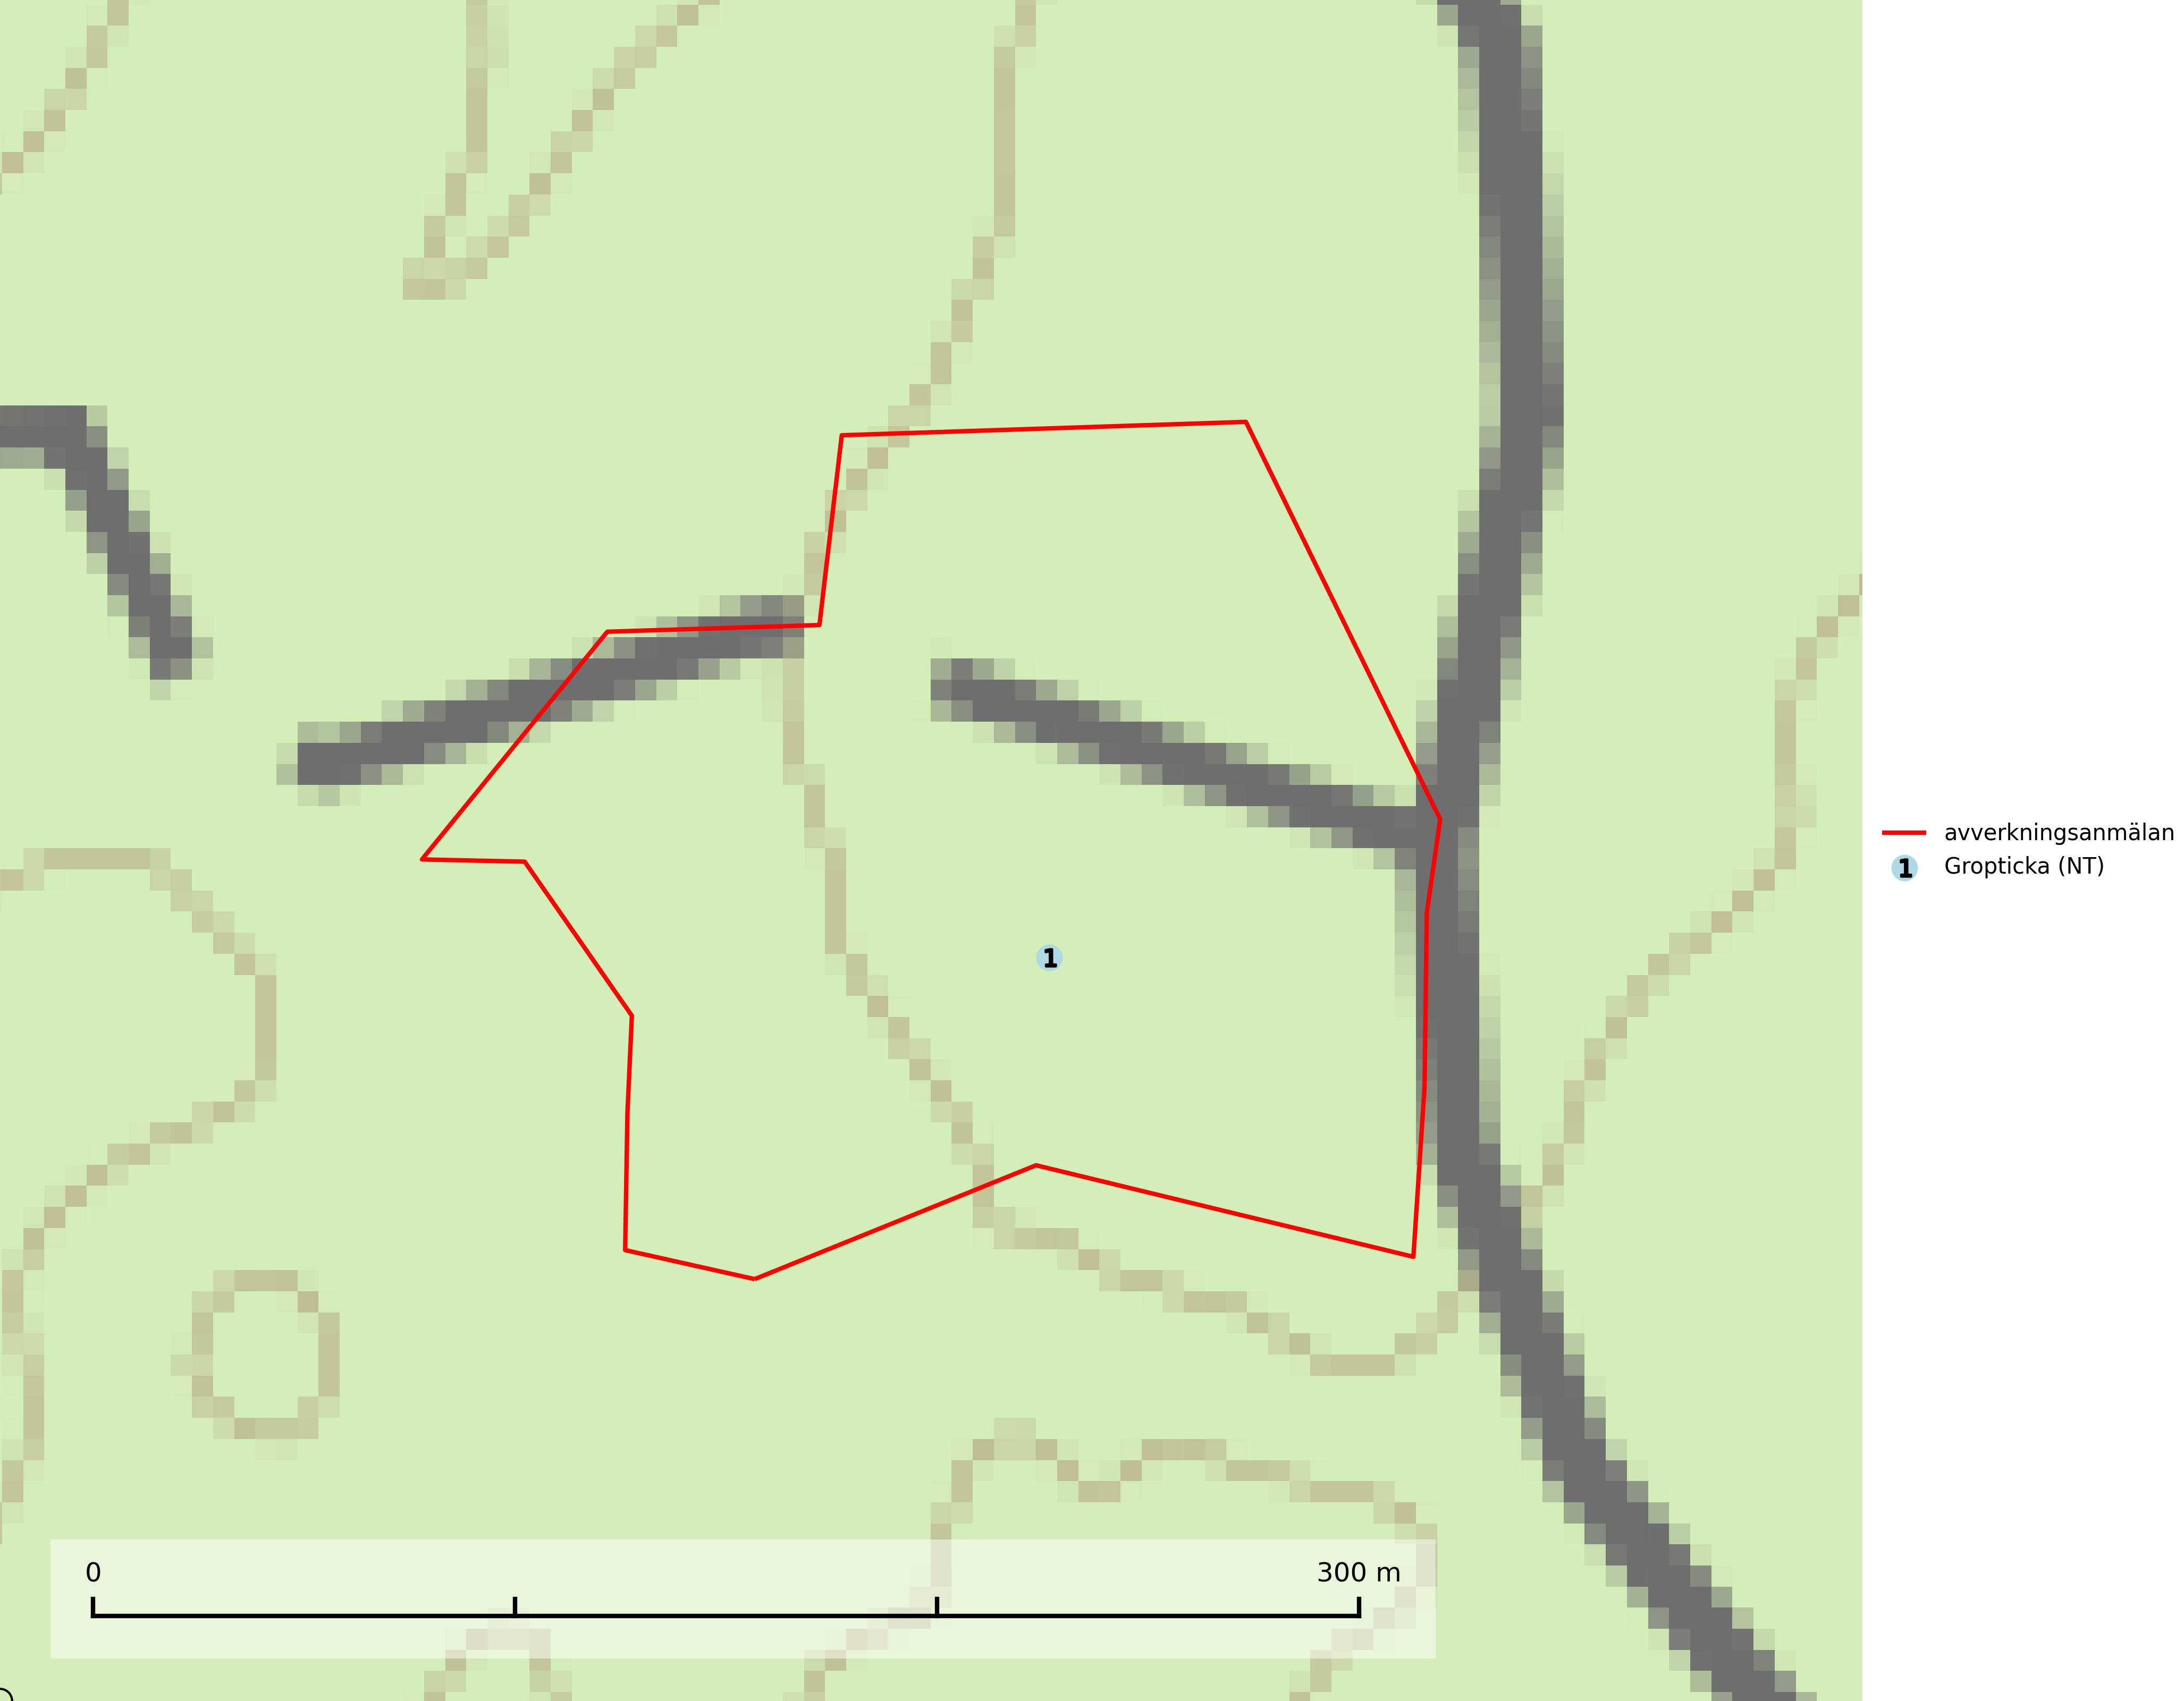 avverkningsanmälan
1 Gropticka (NT)
1
0 300 m